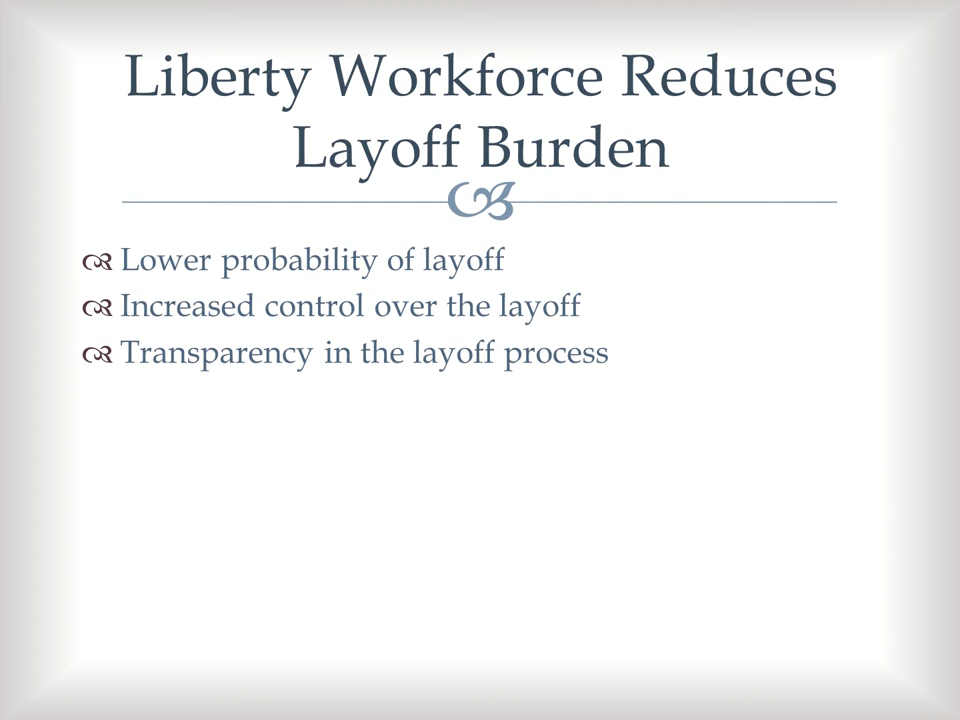 Liberty Workforce Reduces
Layoff Burden
Lower probability of layoff
Increased control over the layoff
Transparency in the layoff process